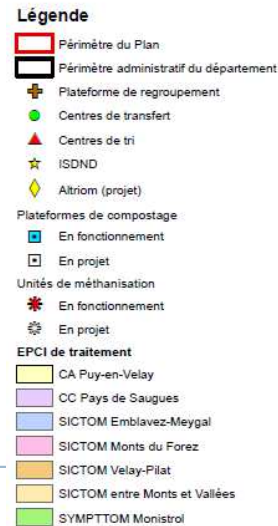 Légende
Périmètre du Plan
Périmètre administratif du département
Plateforme de regroupement
Centres de transfert
Centres de tri
ISDND
Altriom (projet)
Plateformes de compostage
En fonctionnement
En projet
Unités de méthanisation
En fonctionnement
En projet
EPCI de traitement
CA Puy-en-Velay
CC Pays de Saugues
SICTOM Emblavez-Meygal
SICTOM Monts du Forez
SICTOM Velay-Pilat
SICTOM entre Monts et Vallées
SYMPTTOM Monistrol